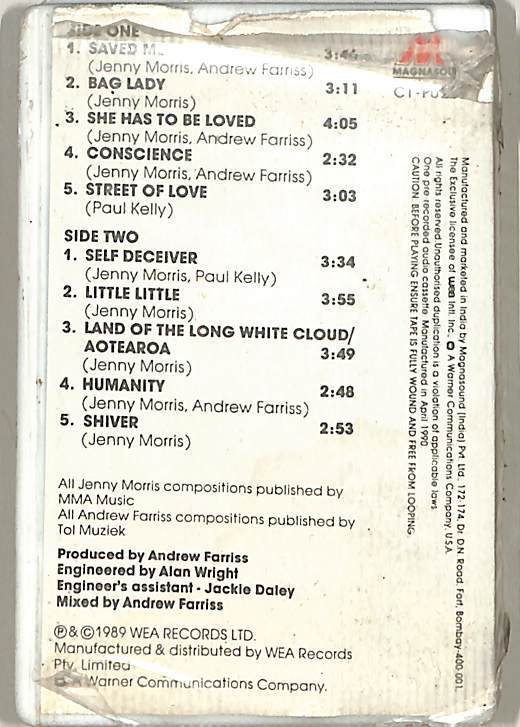 SIDE ONE
1. SAVED M
(Jenny Morris, Andrew Farriss)
2. BAG LADY 3:11
(Jenny Morris)
3. SHE HAS TO BE LOVED 4:05
(Jenny Morris, Andrew Farriss)
4. CONSCIENCE 2:32
(Jenny Morris, Andrew Farriss)
5. STREET OF LOVE 3:03
(Paul Kelly)
SIDE TWO
1. SELF DECEIVER 3:34
(Jenny Morris, Paul Kelly)
2. LITTLE LITTLE 3:55
(Jenny Morris)
3. LAND OF THE LONG WHITE CLOUD/
AOTEAROA 3:49
(Jenny Morris)
4. HUMANITY 2:48
(Jenny Morris, Andrew Farriss)
5. SHIVER 2:53
(Jenny Morris)
All Jenny Morris compositions published by
MMA Music
All Andrew Farriss compositions published by
Tol Muziek
Produced by Andrew Farriss
Engineered by Alan Wright
Engineer's assistant - Jackie Daley
Mixed by Andrew Farriss
℗&©1989 WEA RECORDS LTD.
Manufactured & distributed by WEA Records
Pty. Limited
A Warner Communications Company.
MAGNASOU
Manufactured and marketed in India by Magnasound (India) Pvt. Ltd., 172-174, Dr. D.N. Road, Fort, Bombay-400 001.
The Exclusive licensee of wea Intl. Inc., A Warner Communications Company, U.S.A.
All rights reserved. Unauthorised duplication is a violation of applicable laws
One pre recorded audio cassette Manufactured in April 1990
CAUTION. BEFORE PLAYING ENSURE TAPE IS FULLY WOUND AND FREE FROM LOOPING.